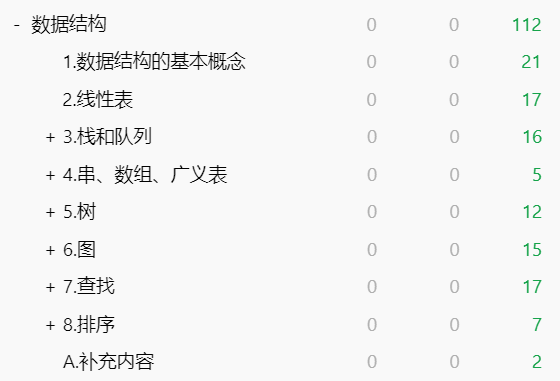 - 数据结构 0 0 112
1.数据结构的基本概念 0 0 21
2.线性表 0 0 17
+ 3.栈和队列 0 0 16
+ 4.串、数组、广义表 0 0 5
+ 5.树 0 0 12
+ 6.图 0 0 15
+ 7.查找 0 0 17
+ 8.排序 0 0 7
A.补充内容 0 0 2